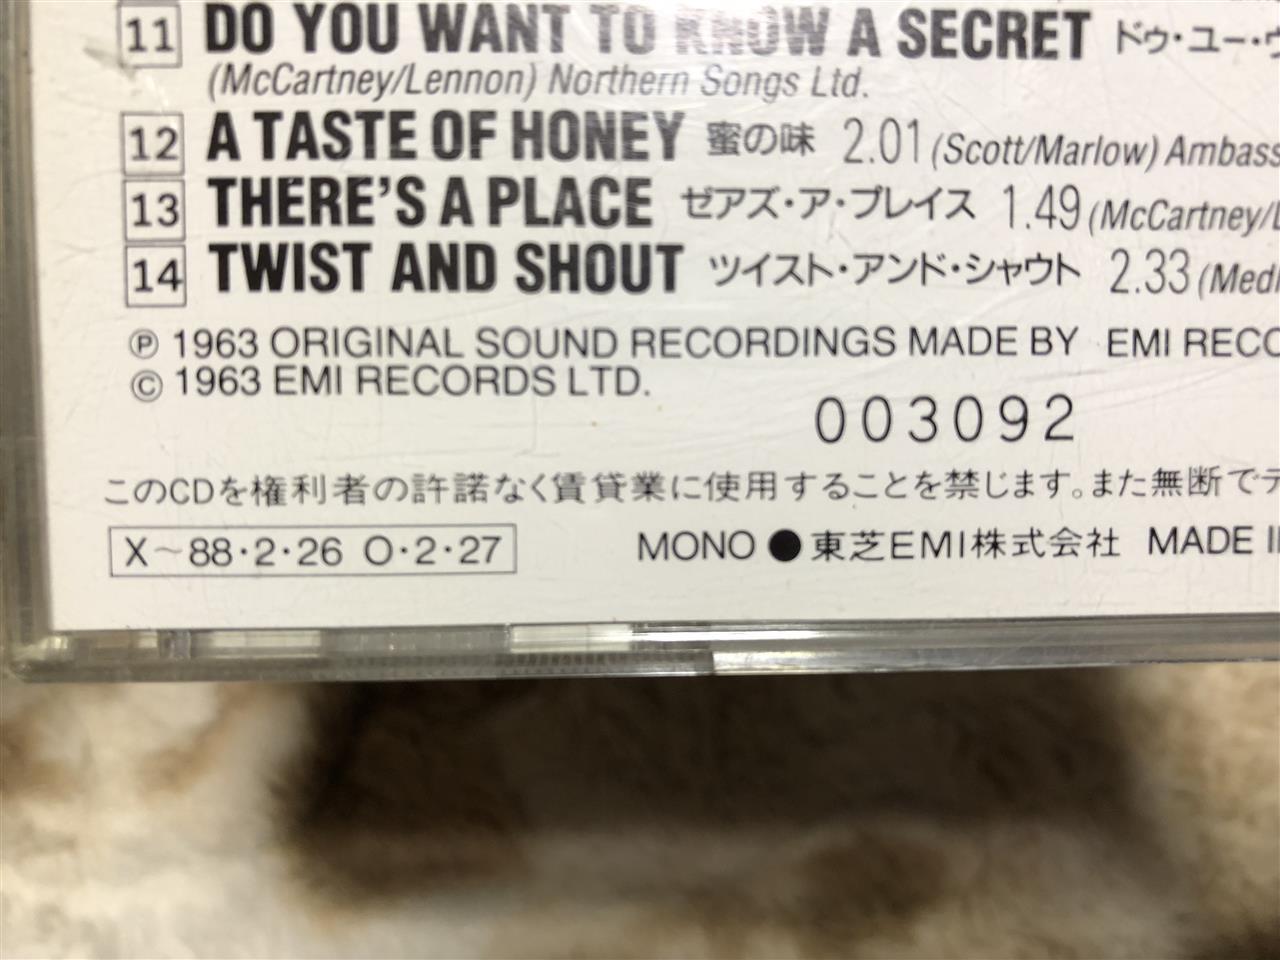 11 DO YOU WANT TO KNOW A SECRET ドゥ・ユー・
(McCartney/Lennon) Northern Songs Ltd.
12 A TASTE OF HONEY 蜜の味 2.01 (Scott/Marlow) Ambass
13 THERE'S A PLACE ゼアズ・ア・プレイス 1.49 (McCartney/
14 TWIST AND SHOUT ツイスト・アンド・シャウト 2.33 (Medl
Ⓟ 1963 ORIGINAL SOUND RECORDINGS MADE BY EMI RECO
© 1963 EMI RECORDS LTD.
003092
このCDを権利者の許諾なく賃貸業に使用することを禁じます。また無断でテ
X〜88・2・26 O・2・27
MONO ●東芝EMI株式会社 MADE I